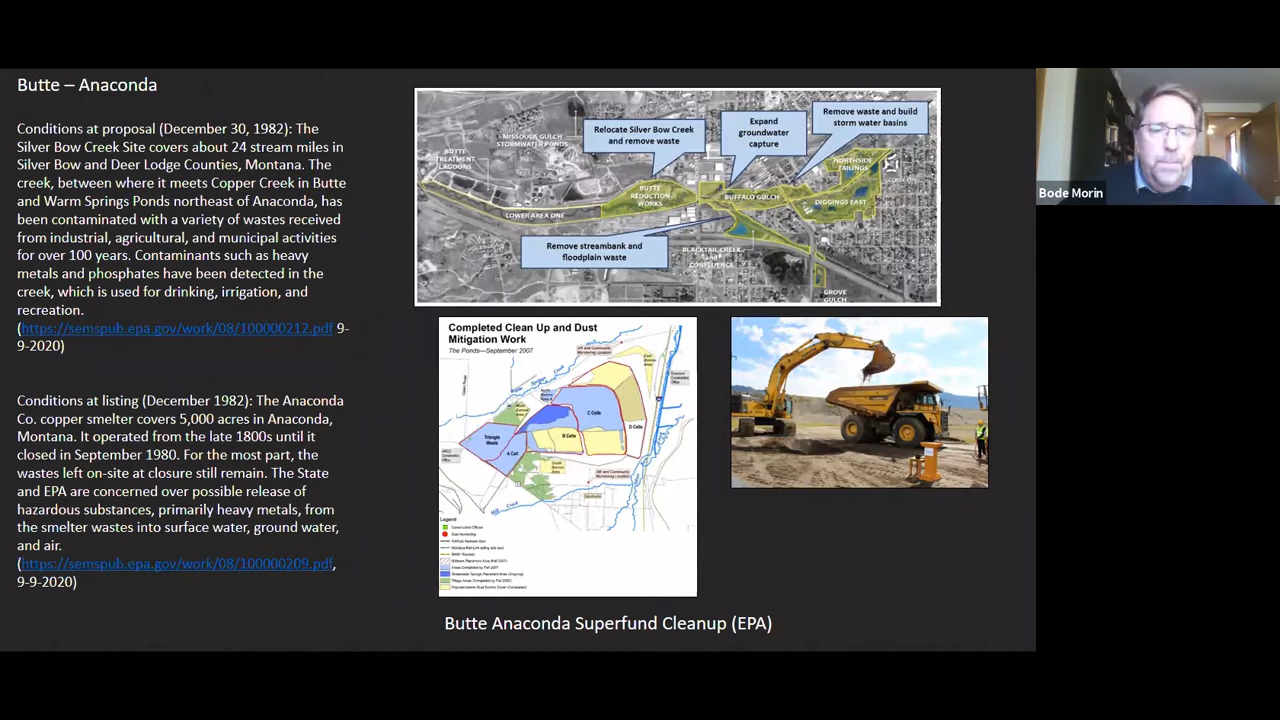 Butte – Anaconda
Conditions at proposal (December 30, 1982): The
Silver Bow Creek Site covers about 24 stream miles in
Silver Bow and Deer Lodge Counties, Montana. The
creek, between where it meets Copper Creek in Butte
and Warm Springs Ponds northeast of Anaconda, has
been contaminated with a variety of wastes received
from industrial, agricultural, and municipal activities
for over 100 years. Contaminants such as heavy
metals and phosphates have been detected in the
creek, which is used for drinking, irrigation, and
recreation.
(https://semspub.epa.gov/work/08/100000212.pdf 9-
9-2020)
Conditions at listing (December 1982): The Anaconda
Co. copper smelter covers 5,000 acres in Anaconda,
Montana. It operated from the late 1800s until it
closed in September 1980. For the most part, the
wastes left onsite at closure still remain. The State
and EPA are concerned over possible release of
hazardous substances, primarily heavy metals, from
the smelter wastes into surface water, ground water,
and air.
(https://semspub.epa.gov/work/08/100000209.pdf,
9-9-2020)
MISSOULA GULCH
STORMWATER PONDS
BUTTE
TREATMENT
LAGOONS
Relocate Silver Bow Creek
and remove waste
Expand
groundwater
capture
Remove waste and build
storm water basins
NORTHSIDE
TAILINGS
BUTTE
REDUCTION
WORKS
BUFFALO GULCH
DIGGINGS EAST
LOWER AREA ONE
Remove streambank and
floodplain waste
BLACKTAIL CREEK
and
CONFLUENCE
GROVE
GULCH
Completed Clean Up and Dust
Mitigation Work
The Ponds—September 2007
C Cells
D Cells
B Cells
A Cell
Triangle
Waste
Mill Creek
Legend
Butte Anaconda Superfund Cleanup (EPA)
Bode Morin